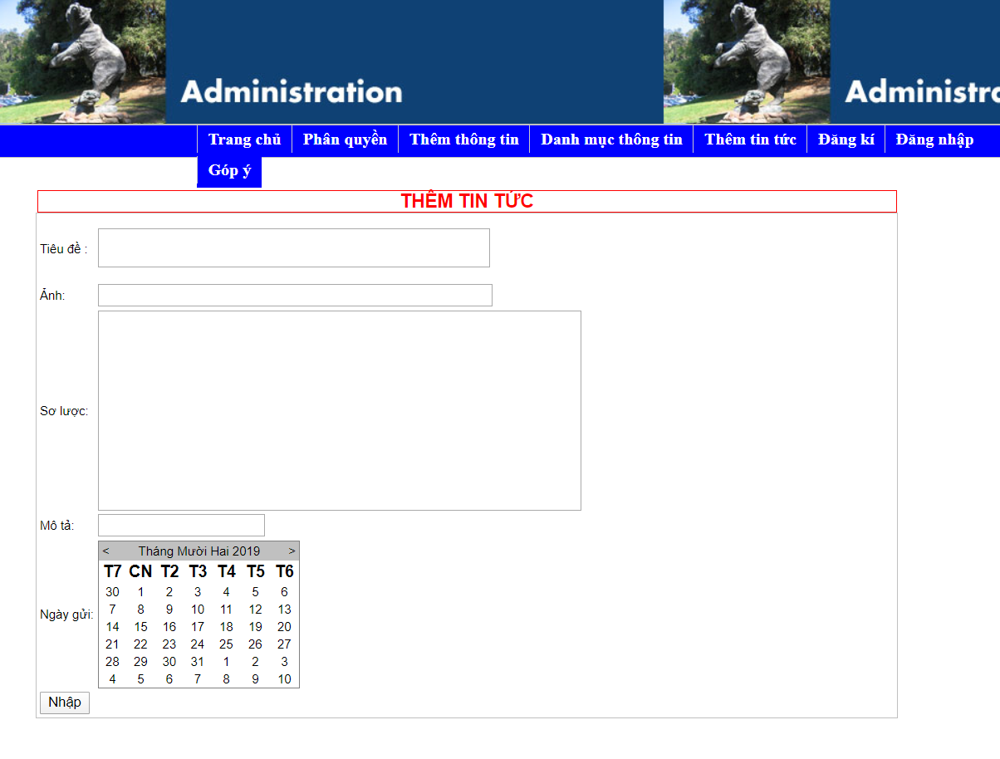 Administration Administra
Trang chủ Phân quyền Thêm thông tin Danh mục thông tin Thêm tin tức Đăng kí Đăng nhập
Góp ý
THÊM TIN TỨC
Tiêu đề :
Ảnh:
Sơ lược:
Mô tả:
Ngày gửi:
< Tháng Mười Hai 2019 >
T7 CN T2 T3 T4 T5 T6
30 1 2 3 4 5 6
7 8 9 10 11 12 13
14 15 16 17 18 19 20
21 22 23 24 25 26 27
28 29 30 31 1 2 3
4 5 6 7 8 9 10
Nhập